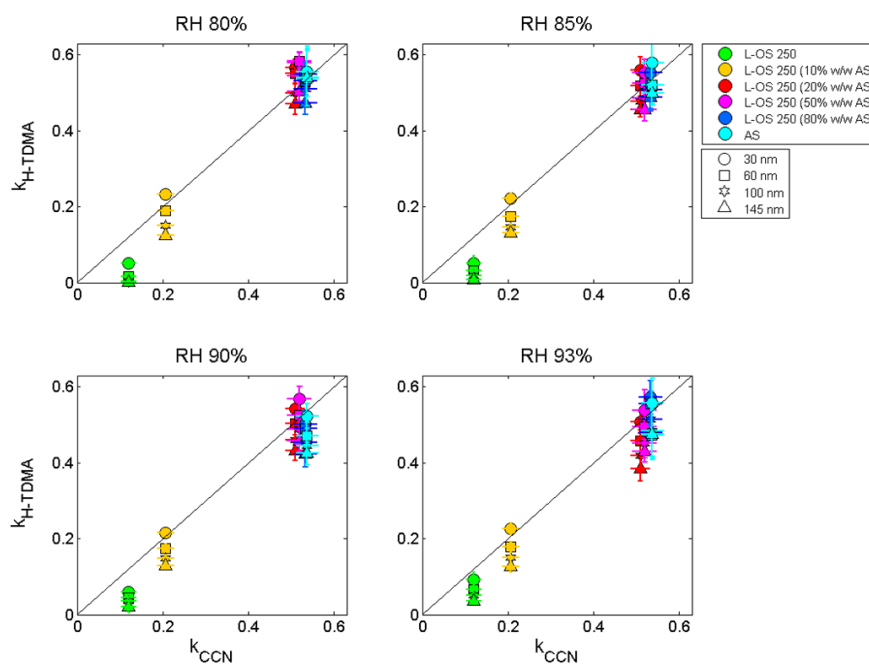 RH 80%
RH 85%
0.6
0.4
0.2
0
k_H-TDMA
0 0.2 0.4 0.6
0.6
0.4
0.2
0
0 0.2 0.4 0.6
L-OS 250
L-OS 250 (10% w/w AS
L-OS 250 (20% w/w AS
L-OS 250 (50% w/w AS
L-OS 250 (80% w/w AS
AS
30 nm
60 nm
100 nm
145 nm
RH 90%
RH 93%
0.6
0.4
0.2
0
k_H-TDMA
0 0.2 0.4 0.6
k_CCN
0.6
0.4
0.2
0
0 0.2 0.4 0.6
k_CCN